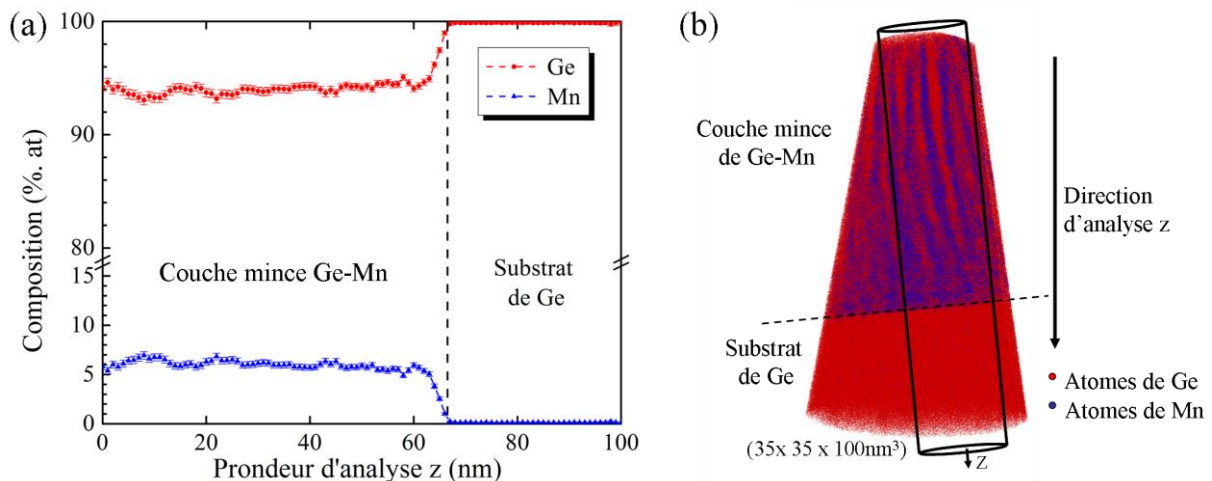 (a)
100
90
80
15
10
5
0
Composition (%. at)
Ge
Mn
Couche mince Ge-Mn
Substrat
de Ge
0
20
40
60
80
100
Prondeur d'analyse z (nm)
(b)
Couche mince
de Ge-Mn
Direction
d'analyse z
Substrat
de Ge
Atomes de Ge
Atomes de Mn
(35x 35 x 100nm³)
z